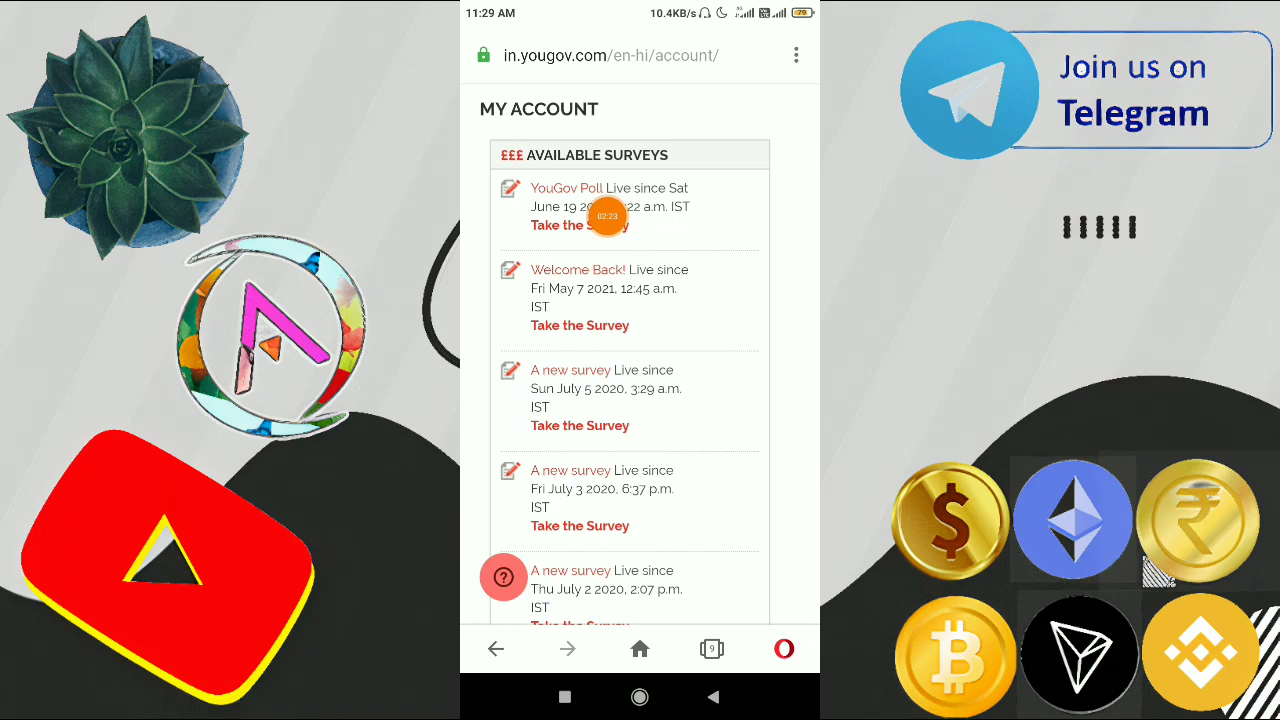 11:29 AM
10.4KB/s
79
in.yougov.com/en-hi/account/
MY ACCOUNT
£££ AVAILABLE SURVEYS
YouGov Poll Live since Sat
June 19 :22 a.m. IST
02:23
Take the
Welcome Back! Live since
Fri May 7 2021, 12:45 a.m.
IST
Take the Survey
A new survey Live since
Sun July 5 2020, 3:29 a.m.
IST
Take the Survey
A new survey Live since
Fri July 3 2020, 6:37 p.m.
IST
Take the Survey
A new survey Live since
Thu July 2 2020, 2:07 p.m.
IST
9
Join us on
Telegram